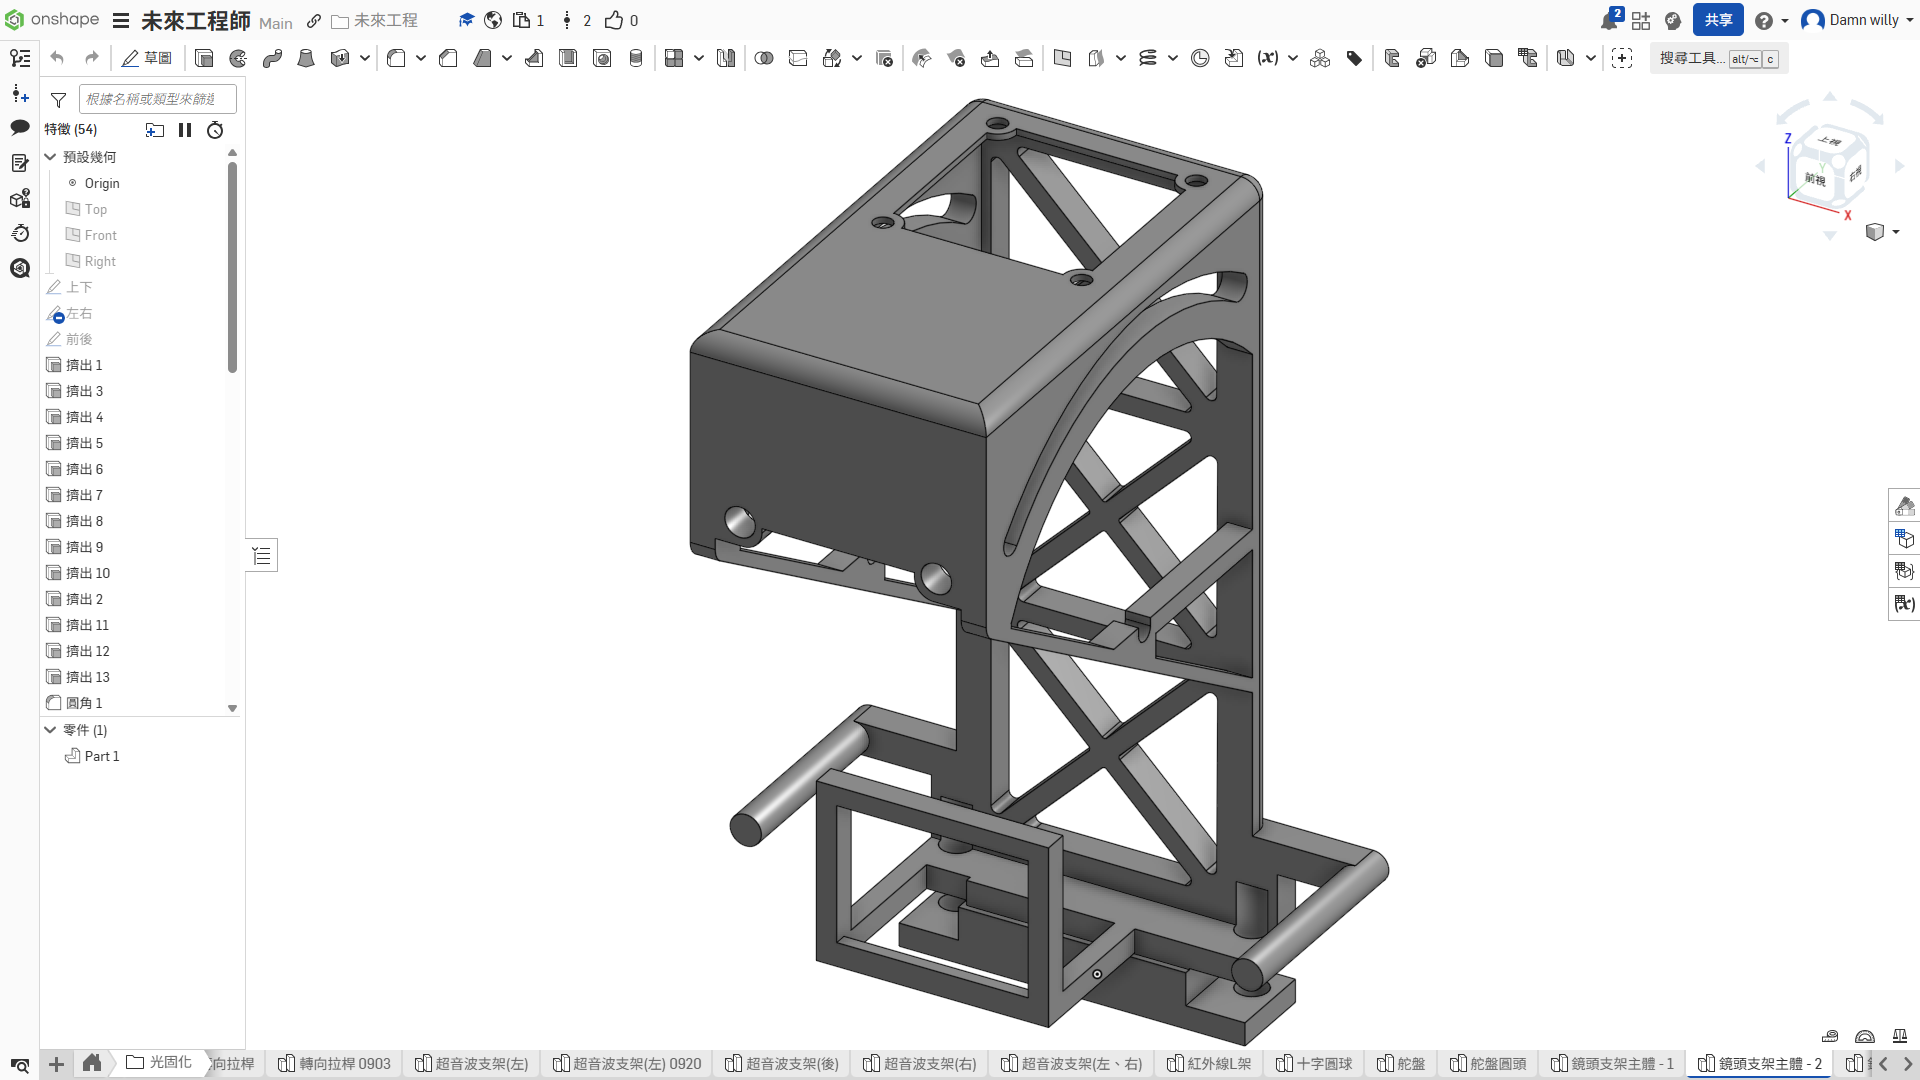 onshape 未來工程師 Main 未來工程 1 2 0 2 共享 Damn willy
草圖 搜尋工具... alt/⌥ c
根據名稱或類型來篩選
特徵 (54)
預設幾何
Origin
Top
Front
Right
上下
左右
前後
擠出 1
擠出 3
擠出 4
擠出 5
擠出 6
擠出 7
擠出 8
擠出 9
擠出 10
擠出 2
擠出 11
擠出 12
擠出 13
圓角 1
零件 (1)
Part 1
Z
上視
Y
前視
右視
X
光固化 向拉桿 轉向拉桿 0903 超音波支架(左) 超音波支架(左) 0920 超音波支架(後) 超音波支架(右) 超音波支架(左、右) 紅外線L架 十字圓球 舵盤 舵盤圓頭 鏡頭支架主體 - 1 鏡頭支架主體 - 2